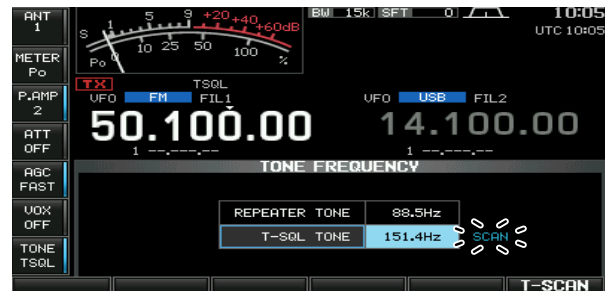 ANT
1
METER
Po
P.AMP
2
ATT
OFF
AGC
FAST
VOX
OFF
TONE
TSQL
S 1 5 9 +20 +40 +60dB
Po 10 25 50 100 %
BW 15k SFT 0
10:05
UTC 10:05
TX TSQL
VFO FM FIL1
50.100.00
1 --.---.--
VFO USB FIL2
14.100.00
1 --.---.--
TONE FREQUENCY
REPEATER TONE 88.5Hz
T-SQL TONE 151.4Hz SCAN
T-SCAN